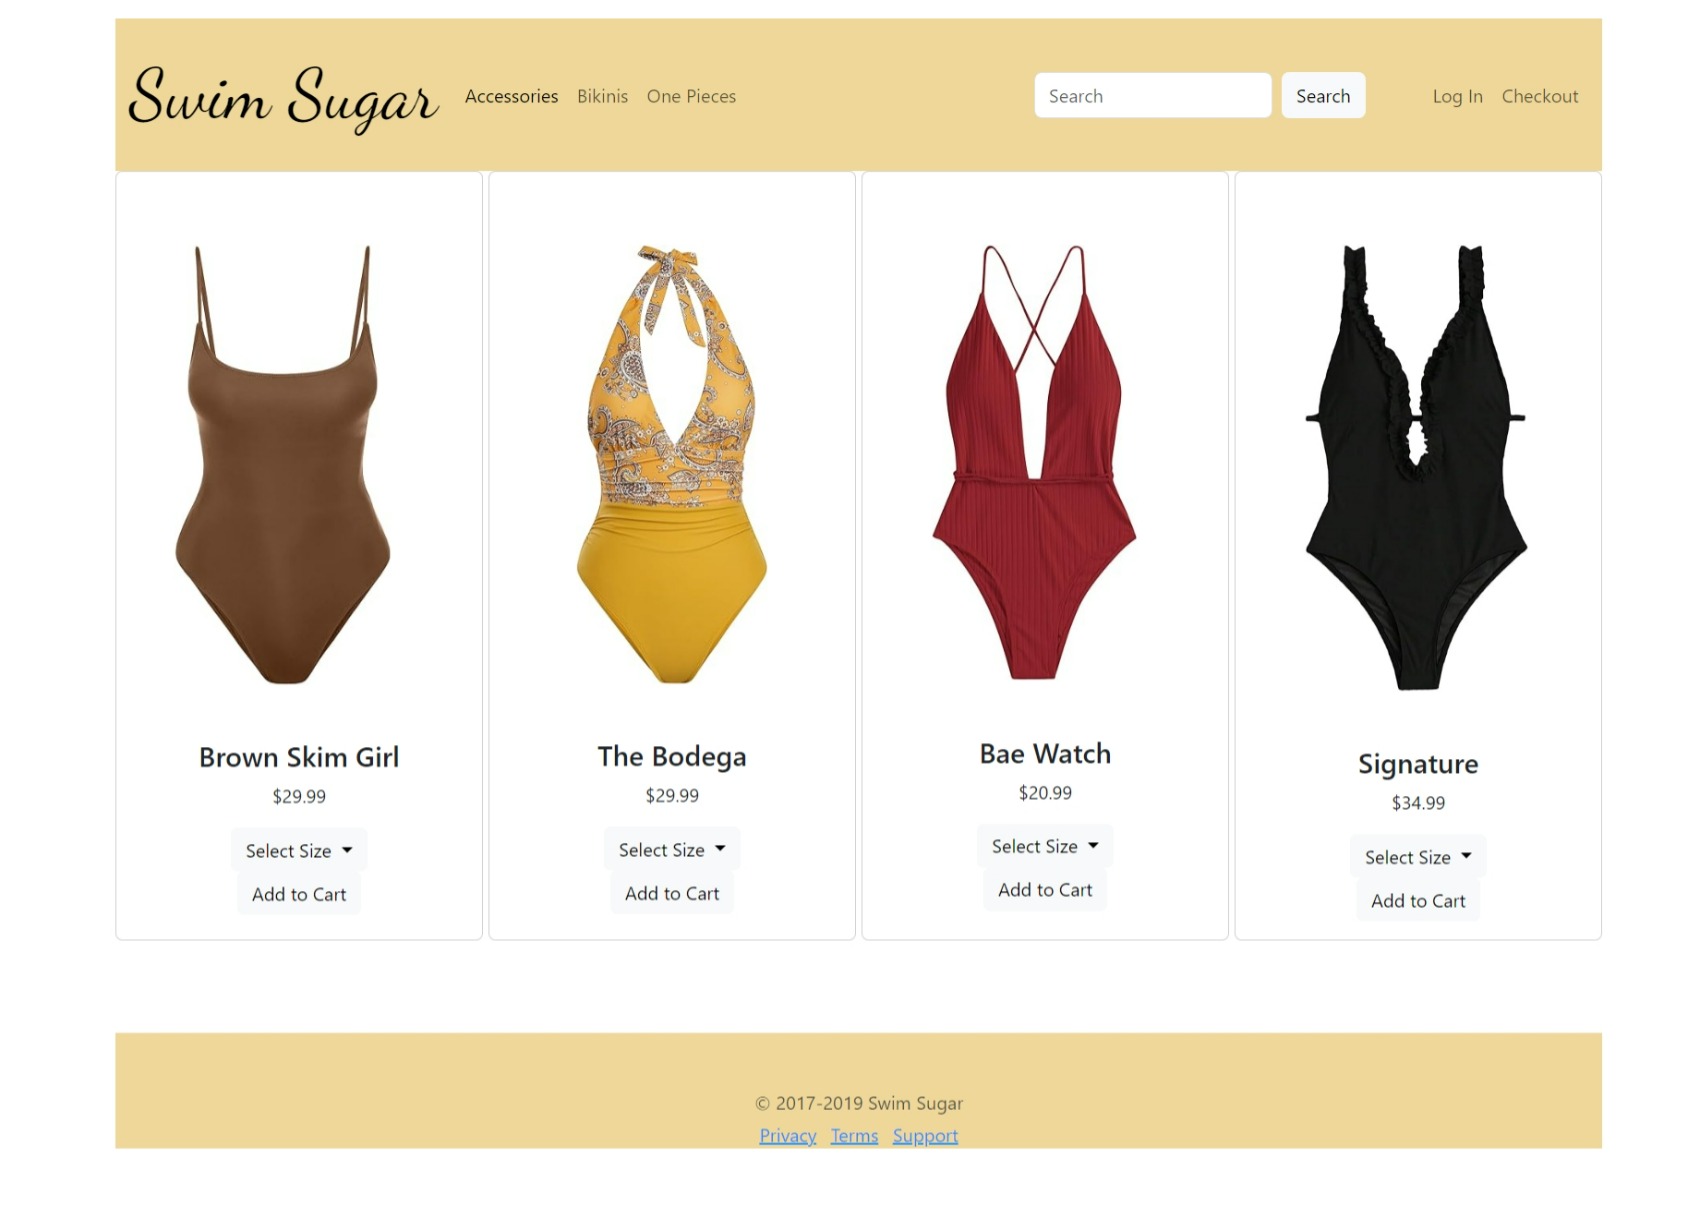 Swim Sugar
Accessories Bikinis One Pieces
Search
Search
Log In Checkout
Brown Skim Girl
$29.99
Select Size
Add to Cart
The Bodega
$29.99
Select Size
Add to Cart
Bae Watch
$20.99
Select Size
Add to Cart
Signature
$34.99
Select Size
Add to Cart
© 2017-2019 Swim Sugar
Privacy Terms Support